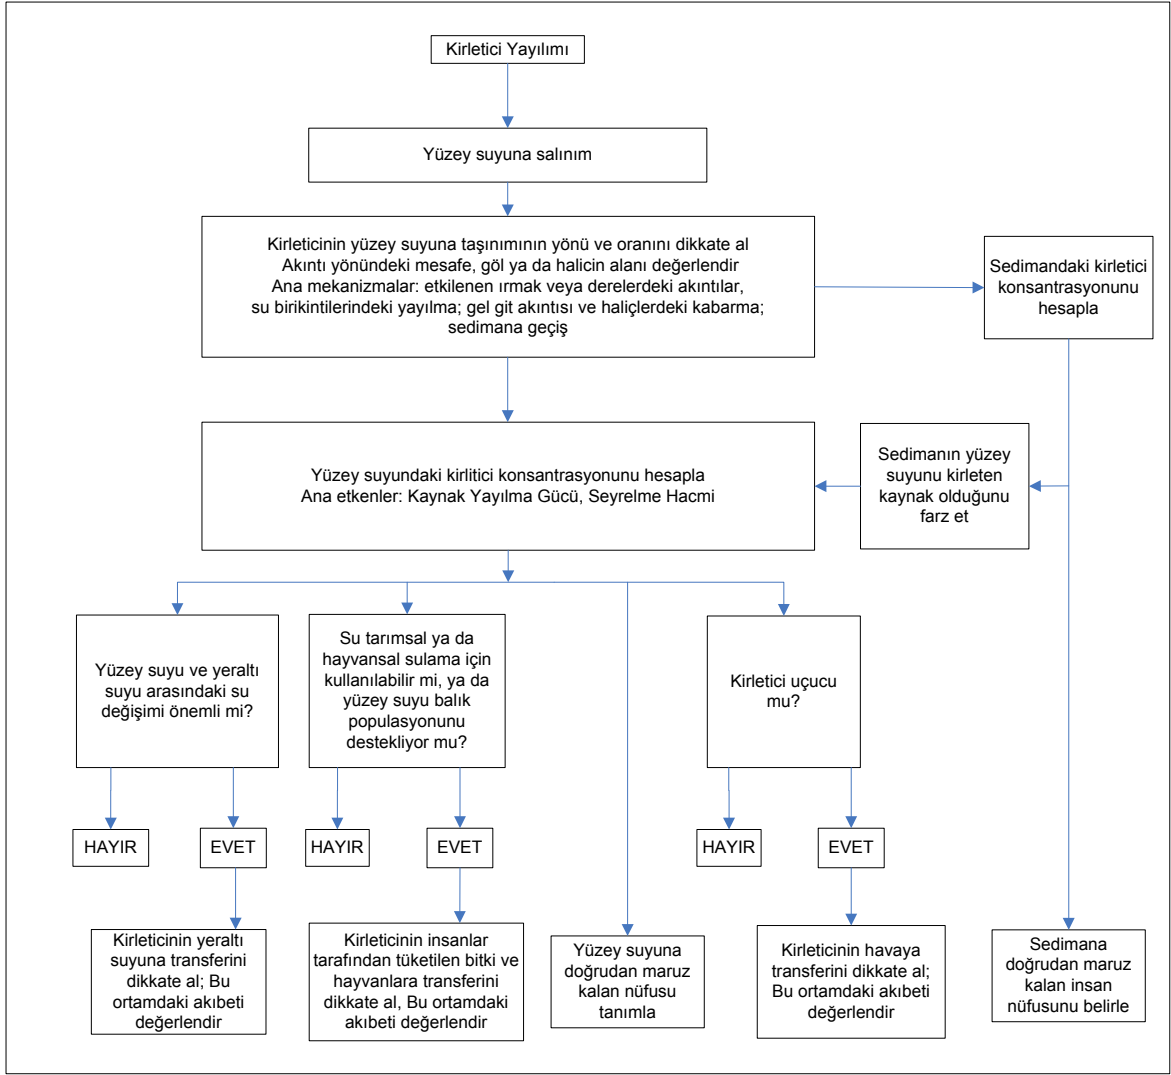 Kirletici Yayılımı
Yüzey suyuna salınım
Kirleticinin yüzey suyuna taşınımının yönü ve oranını dikkate al
Akıntı yönündeki mesafe, göl ya da halicin alanı değerlendir
Ana mekanizmalar: etkilenen ırmak veya derelerdeki akıntılar,
su birikintilerindeki yayılma; gel git akıntısı ve haliçlerdeki kabarma;
sedimana geçiş
Sedimandaki kirletici
konsantrasyonunu
hesapla
Yüzey suyundaki kirlitici konsantrasyonunu hesapla
Ana etkenler: Kaynak Yayılma Gücü, Seyrelme Hacmi
Sedimanın yüzey
suyunu kirleten
kaynak olduğunu
farz et
Yüzey suyu ve yeraltı
suyu arasındaki su
değişimi önemli mi?
Su tarımsal ya da
hayvansal sulama için
kullanılabilir mi, ya da
yüzey suyu balık
populasyonunu
destekliyor mu?
Kirletici uçucu
mu?
HAYIR
EVET
HAYIR
EVET
HAYIR
EVET
Kirleticinin yeraltı
suyuna transferini
dikkate al; Bu
ortamdaki akıbeti
değerlendir
Kirleticinin insanlar
tarafından tüketilen bitki ve
hayvanlara transferini
dikkate al, Bu ortamdaki
akıbeti değerlendir
Yüzey suyuna
doğrudan maruz
kalan nüfusu
tanımla
Kirleticinin havaya
transferini dikkate al;
Bu ortamdaki akıbeti
değerlendir
Sedimana
doğrudan maruz
kalan insan
nüfusunu belirle